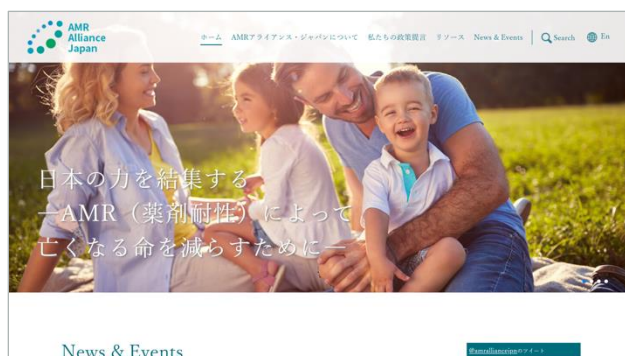 AMR
Alliance
Japan
ホーム AMRアライアンス・ジャパンについて 私たちの政策提言 リソース News & Events Search En
日本の力を結集する
―AMR（薬剤耐性）によって
亡くなる命を減らすために―
News & Events
@amralliancejpnのツイート